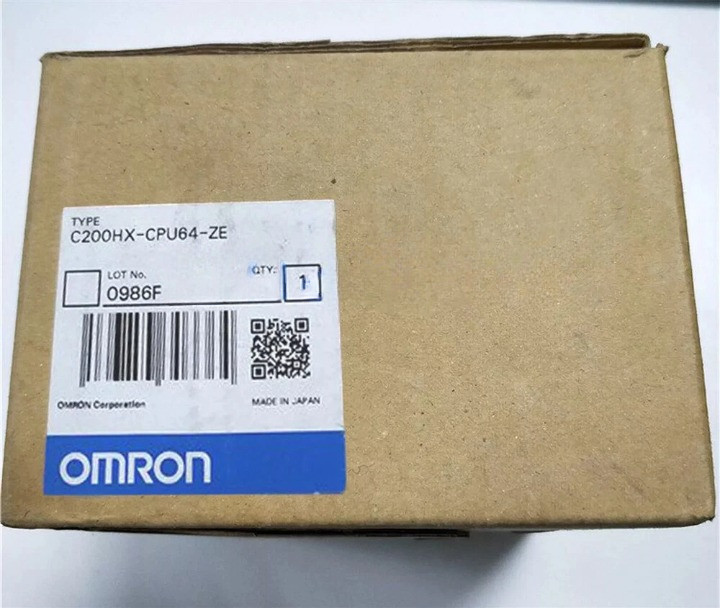 TYPE
C200HX-CPU64-ZE
LOT No. QTY.
0986F 1
OMRON Corporation MADE IN JAPAN
OMRON